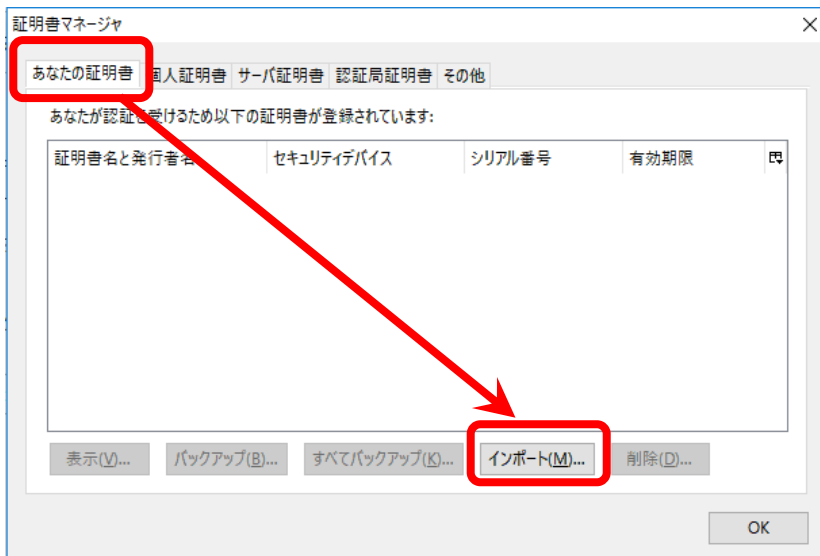 証明書マネージャ
あなたの証明書 個人証明書 サーバ証明書 認証局証明書 その他
あなたが認証を受けるため以下の証明書が登録されています:
証明書名と発行者名 セキュリティデバイス シリアル番号 有効期限
表示(V)... バックアップ(B)... すべてバックアップ(K)... インポート(M)... 削除(D)...
OK